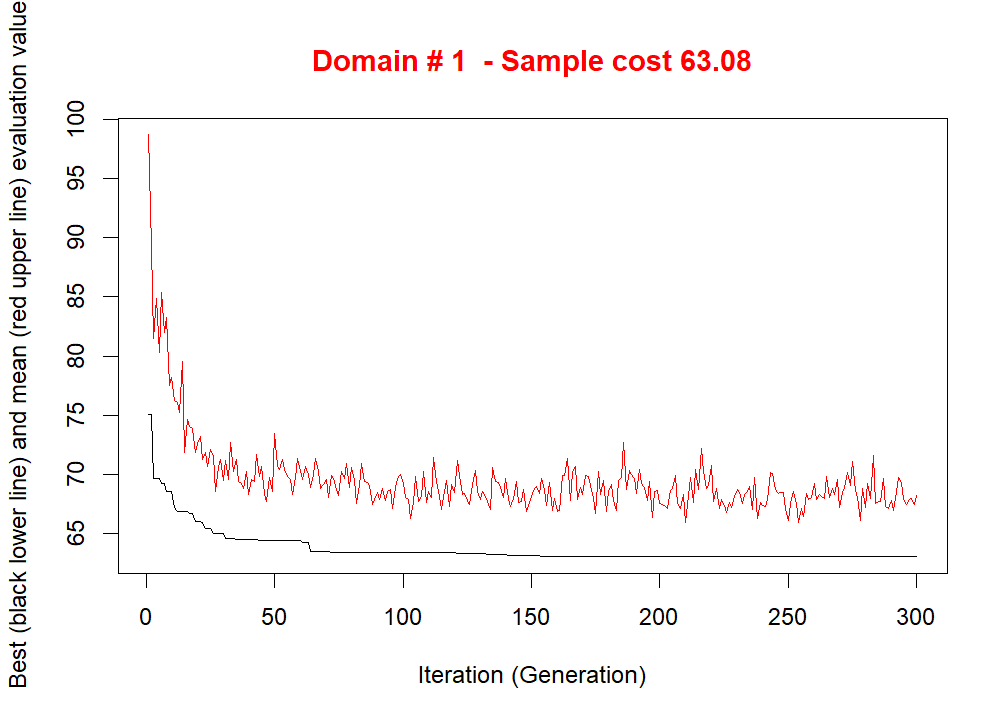 Domain # 1  - Sample cost 63.08
Best (black lower line) and mean (red upper line) evaluation value
100
95
90
85
80
75
70
65
0 50 100 150 200 250 300
Iteration (Generation)